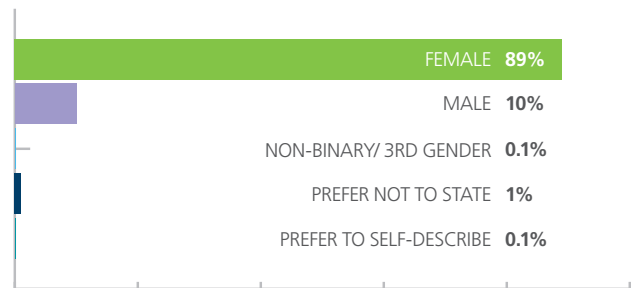 FEMALE 89%
MALE 10%
NON-BINARY/ 3RD GENDER 0.1%
PREFER NOT TO STATE 1%
PREFER TO SELF-DESCRIBE 0.1%